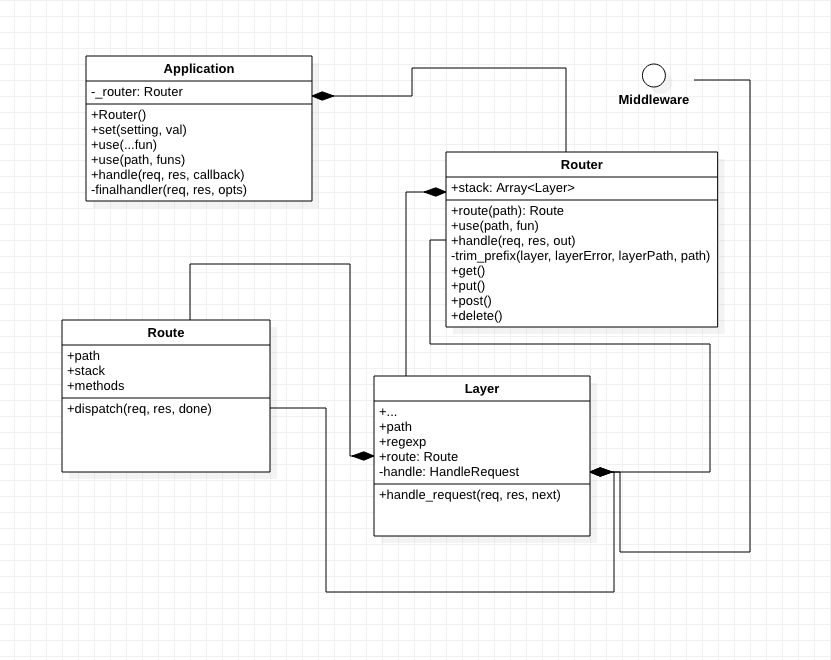 Application
-_router: Router
+Router()
+set(setting, val)
+use(...fun)
+use(path, funs)
+handle(req, res, callback)
-finalhandler(req, res, opts)
Middleware
Router
+stack: Array<Layer>
+route(path): Route
+use(path, fun)
+handle(req, res, out)
-trim_prefix(layer, layerError, layerPath, path)
+get()
+put()
+post()
+delete()
Route
+path
+stack
+methods
+dispatch(req, res, done)
Layer
+...
+path
+regexp
+route: Route
-handle: HandleRequest
+handle_request(req, res, next)